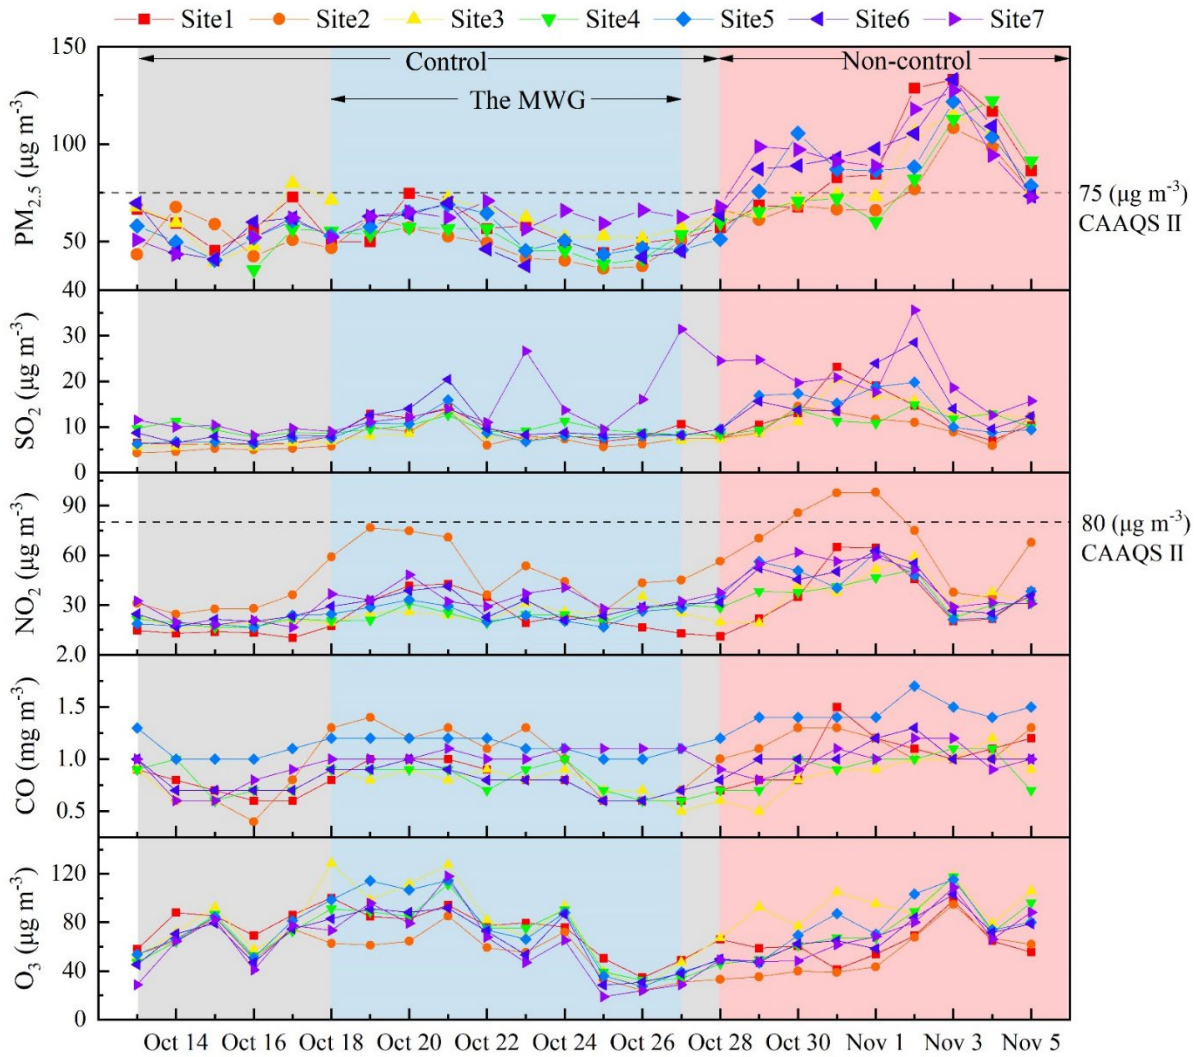 Site1 Site2 Site3 Site4 Site5 Site6 Site7
150
Control
Non-control
The MWG
100
50
40
PM2.5 (μg m-3)
75 (μg m-3)
CAAQS II
30
20
10
0
SO2 (μg m-3)
90
60
30
NO2 (μg m-3)
80 (μg m-3)
CAAQS II
2.0
1.5
1.0
0.5
CO (mg m-3)
120
80
40
0
O3 (μg m-3)
Oct 14 Oct 16 Oct 18 Oct 20 Oct 22 Oct 24 Oct 26 Oct 28 Oct 30 Nov 1 Nov 3 Nov 5